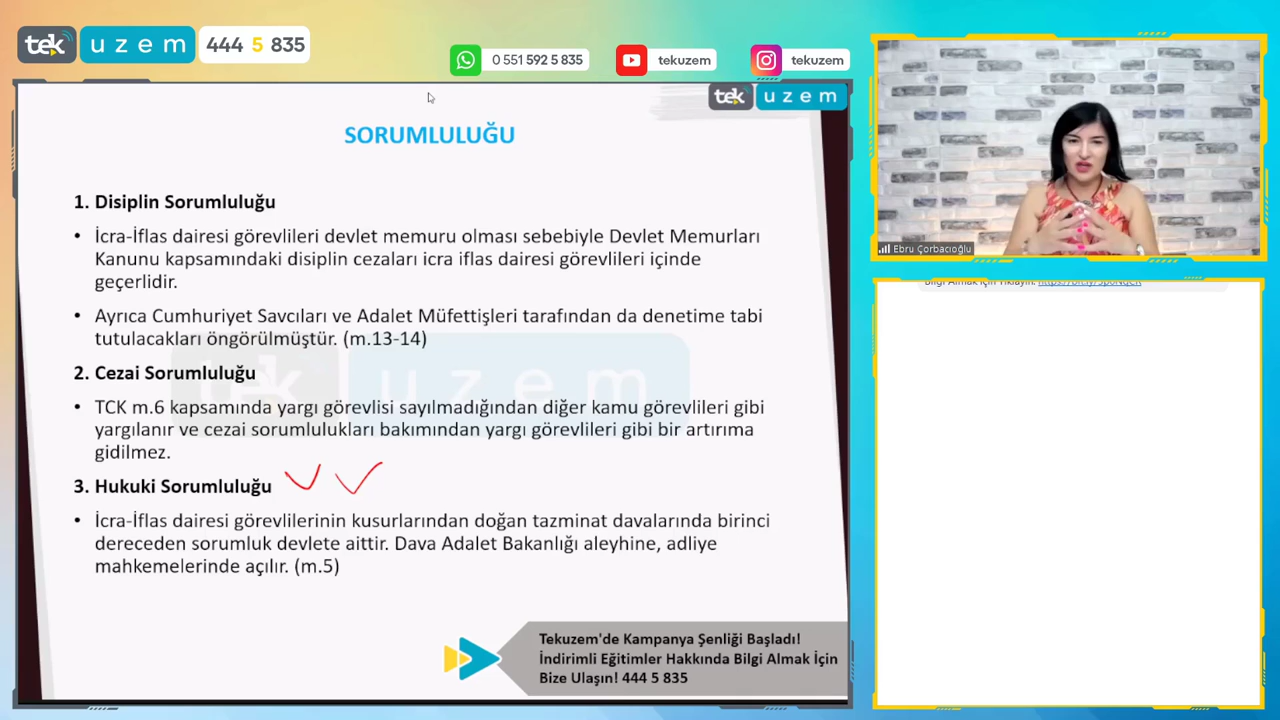 tek uzem 444 5 835
0 551 592 5 835
tekuzem
tekuzem
tek uzem
SORUMLULUĞU
1. Disiplin Sorumluluğu
• İcra-İflas dairesi görevlileri devlet memuru olması sebebiyle Devlet Memurları
Kanunu kapsamındaki disiplin cezaları icra iflas dairesi görevlileri içinde
geçerlidir.
• Ayrıca Cumhuriyet Savcıları ve Adalet Müfettişleri tarafından da denetime tabi
tutulacakları öngörülmüştür. (m.13-14)
2. Cezai Sorumluluğu
• TCK m.6 kapsamında yargı görevlisi sayılmadığından diğer kamu görevlileri gibi
yargılanır ve cezai sorumlulukları bakımından yargı görevlileri gibi bir artırıma
gidilmez.
3. Hukuki Sorumluluğu
• İcra-İflas dairesi görevlilerinin kusurlarından doğan tazminat davalarında birinci
dereceden sorumluk devlete aittir. Dava Adalet Bakanlığı aleyhine, adliye
mahkemelerinde açılır. (m.5)
tek uzem
Tekuzem'de Kampanya Şenliği Başladı!
İndirimli Eğitimler Hakkında Bilgi Almak İçin
Bize Ulaşın! 444 5 835
Ebru Çorbacıoğlu
Bilgi Almak İçin Tıklayın: